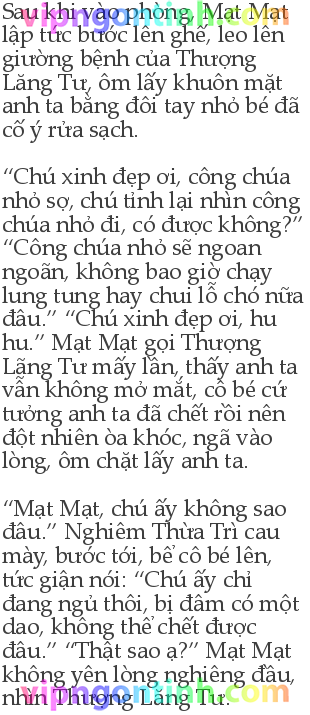 Sau khi vào phòng, Mạt Mạt
vipngontinh.com
lập tức bước lên ghế, leo lên
giường bệnh của Thượng
Lăng Tư, ôm lấy khuôn mặt
anh ta bằng đôi tay nhỏ bé đã
cố ý rửa sạch.
“Chú xinh đẹp ơi, công chúa
nhỏ sợ, chú tỉnh lại nhìn công
chúa nhỏ đi, có được không?”
“Công chúa nhỏ sẽ ngoan
ngoãn, không bao giờ chạy
lung tung hay chui lỗ chó nữa
đâu.” “Chú xinh đẹp ơi, hu
hu.” Mạt Mạt gọi Thượng
Lăng Tư mấy lần, thấy anh ta
vẫn không mở mắt, cô bé cứ
tưởng anh ta đã chết rồi nên
đột nhiên òa khóc, ngã vào
lòng, ôm chặt lấy anh ta.
“Mạt Mạt, chú ấy không sao
đâu.” Nghiêm Thừa Trì cau
mày, bước tới, bế cô bé lên,
tức giận nói: “Chú ấy chỉ
đang ngủ thôi, bị đâm có một
dao, không thể chết được
đâu.” “Thật sao ạ?” Mạt Mạt
không yên lòng nghiêng đầu,
nhìn Thượng Lăng Tư.
vipngontinh.com